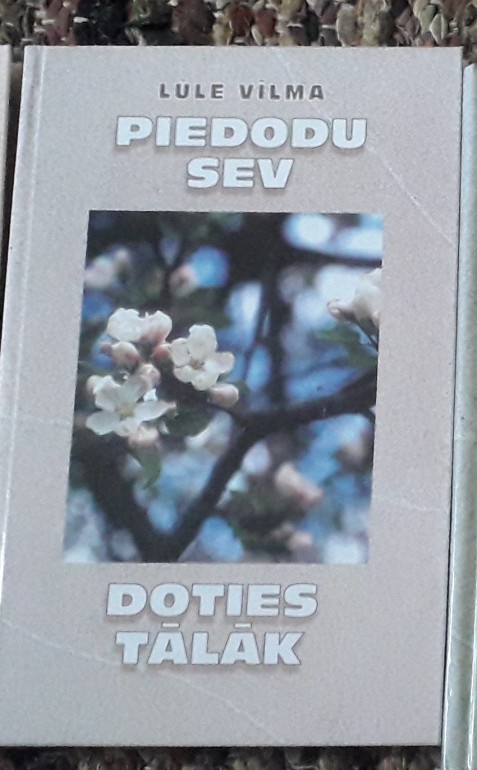 LŪLE VĪLMA
PIEDODU
SEV
DOTIES
TĀLĀK